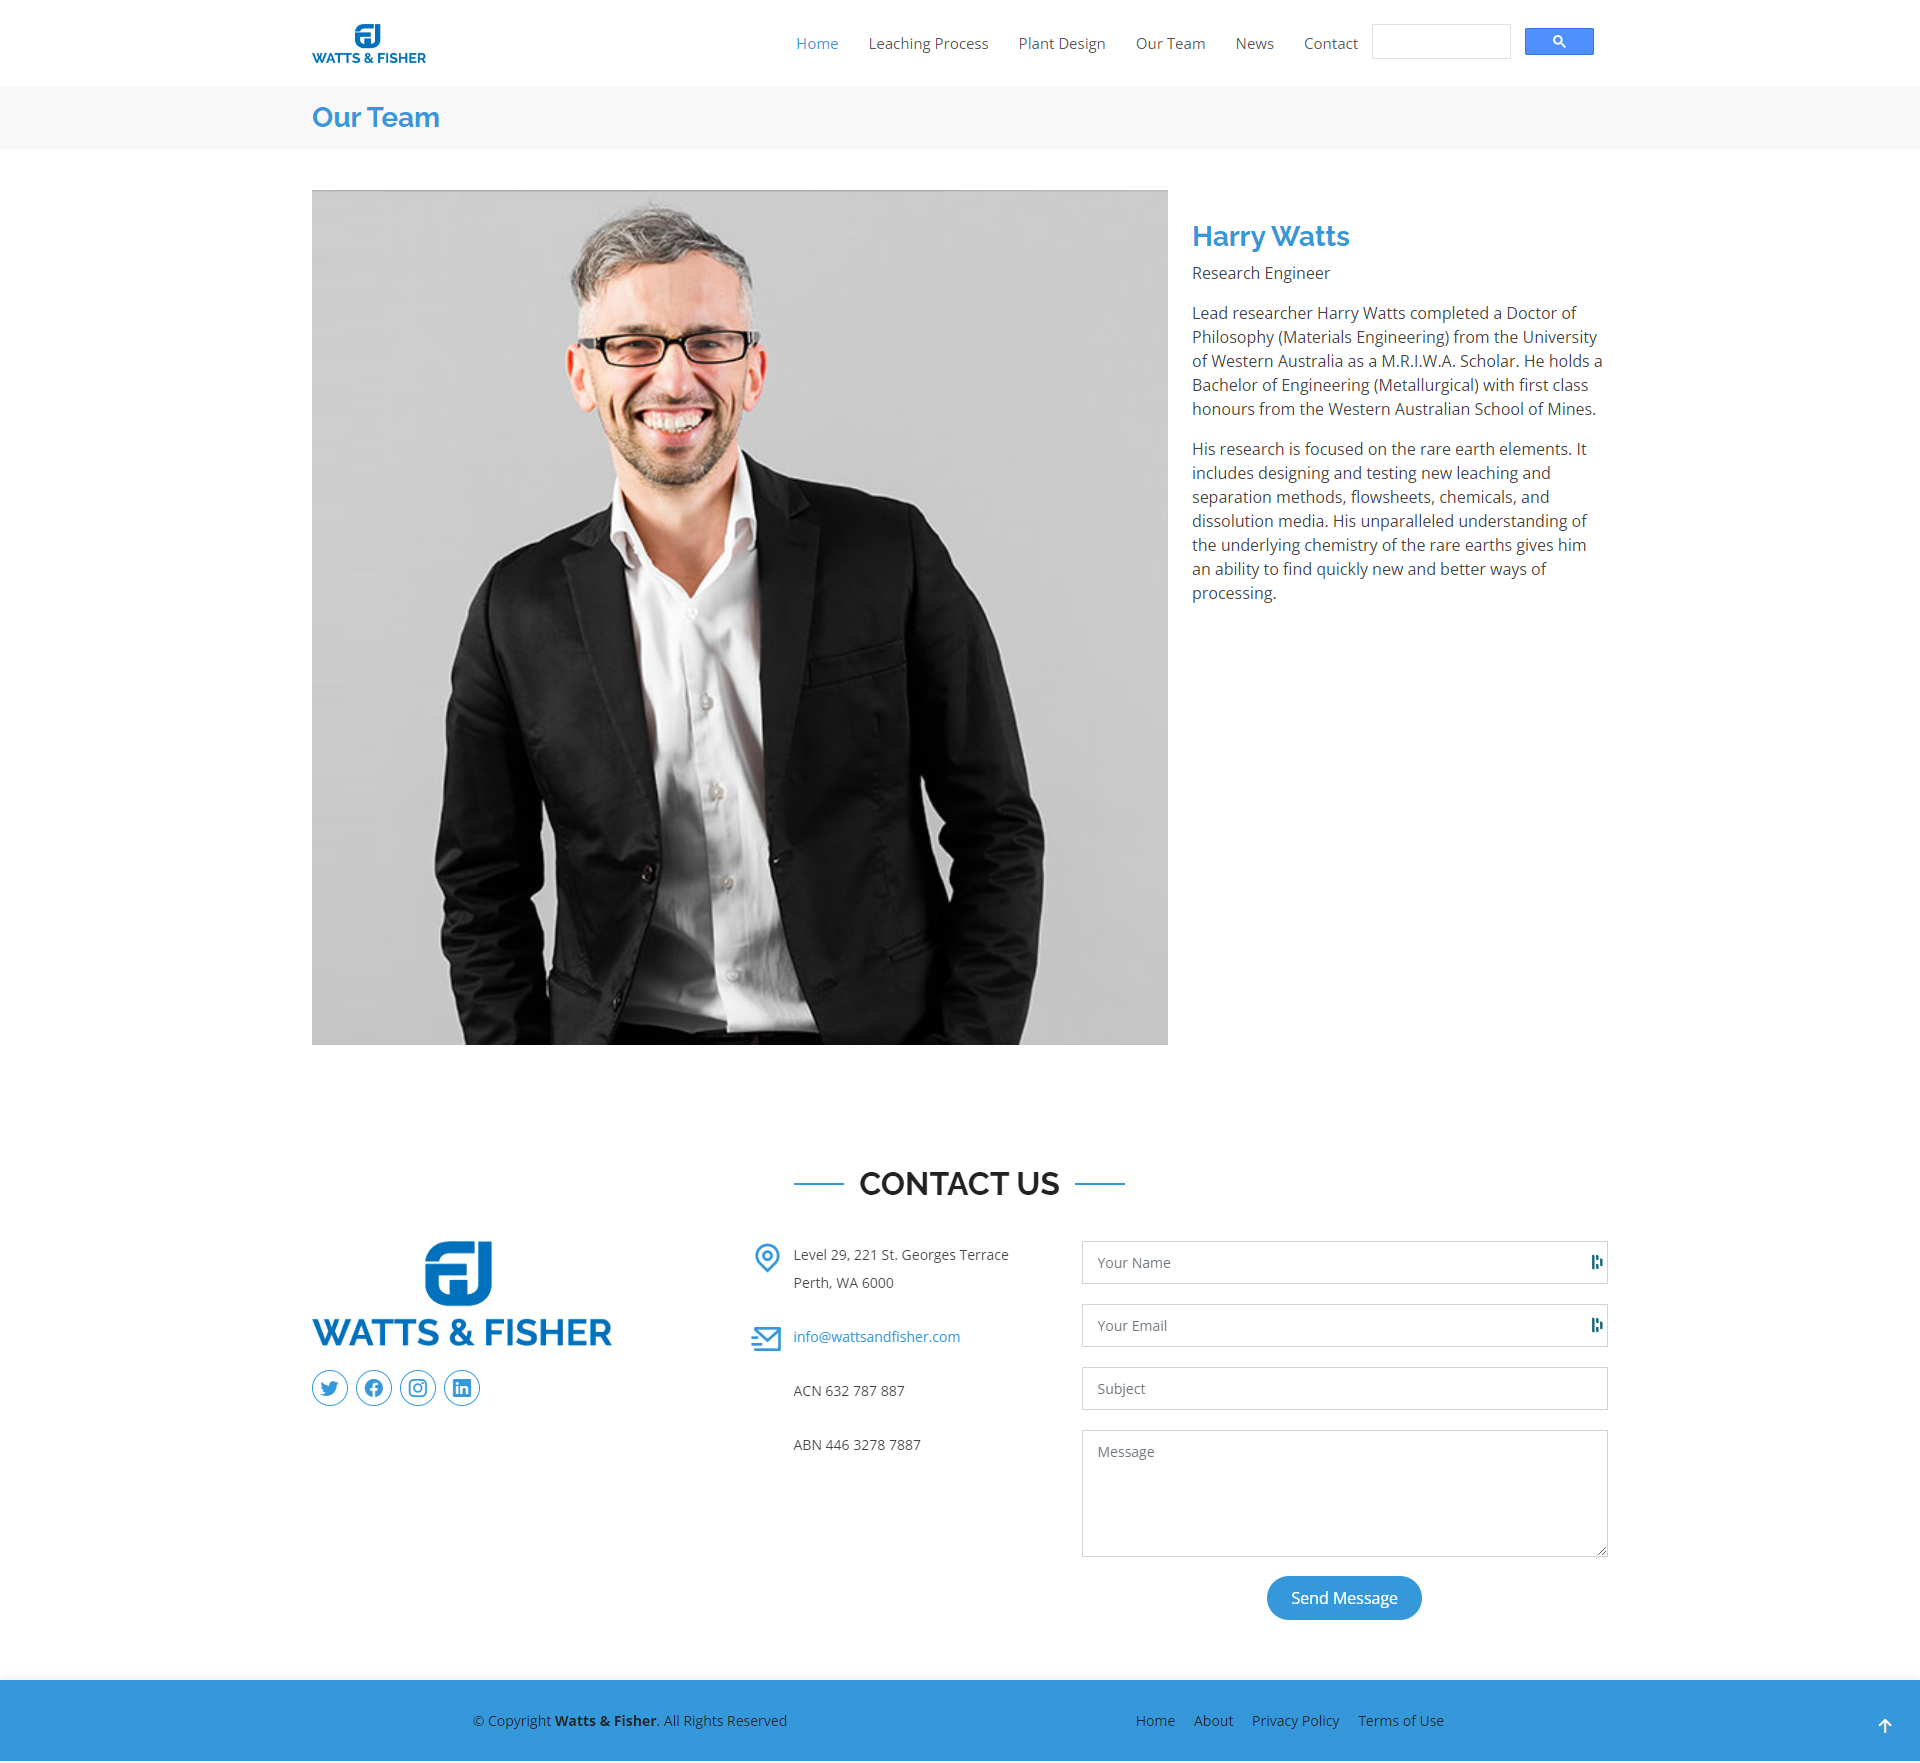 WATTS & FISHER
Home
Leaching Process
Plant Design
Our Team
News
Contact
Our Team
Harry Watts
Research Engineer
Lead researcher Harry Watts completed a Doctor of
Philosophy (Materials Engineering) from the University
of Western Australia as a M.R.I.W.A. Scholar. He holds a
Bachelor of Engineering (Metallurgical) with first class
honours from the Western Australian School of Mines.
His research is focused on the rare earth elements. It
includes designing and testing new leaching and
separation methods, flowsheets, chemicals, and
dissolution media. His unparalleled understanding of
the underlying chemistry of the rare earths gives him
an ability to find quickly new and better ways of
processing.
CONTACT US
WATTS & FISHER
Level 29, 221 St. Georges Terrace
Perth, WA 6000
info@wattsandfisher.com
ACN 632 787 887
ABN 446 3278 7887
Your Name
Your Email
Subject
Message
Send Message
© Copyright Watts & Fisher. All Rights Reserved
Home
About
Privacy Policy
Terms of Use